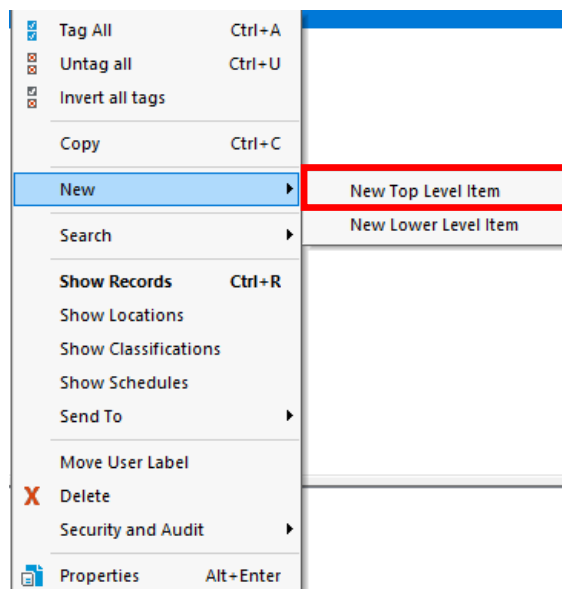 Tag All Ctrl+A
Untag all Ctrl+U
Invert all tags
Copy Ctrl+C
New
New Top Level Item
Search
New Lower Level Item
Show Records Ctrl+R
Show Locations
Show Classifications
Show Schedules
Send To
Move User Label
Delete
Security and Audit
Properties Alt+Enter